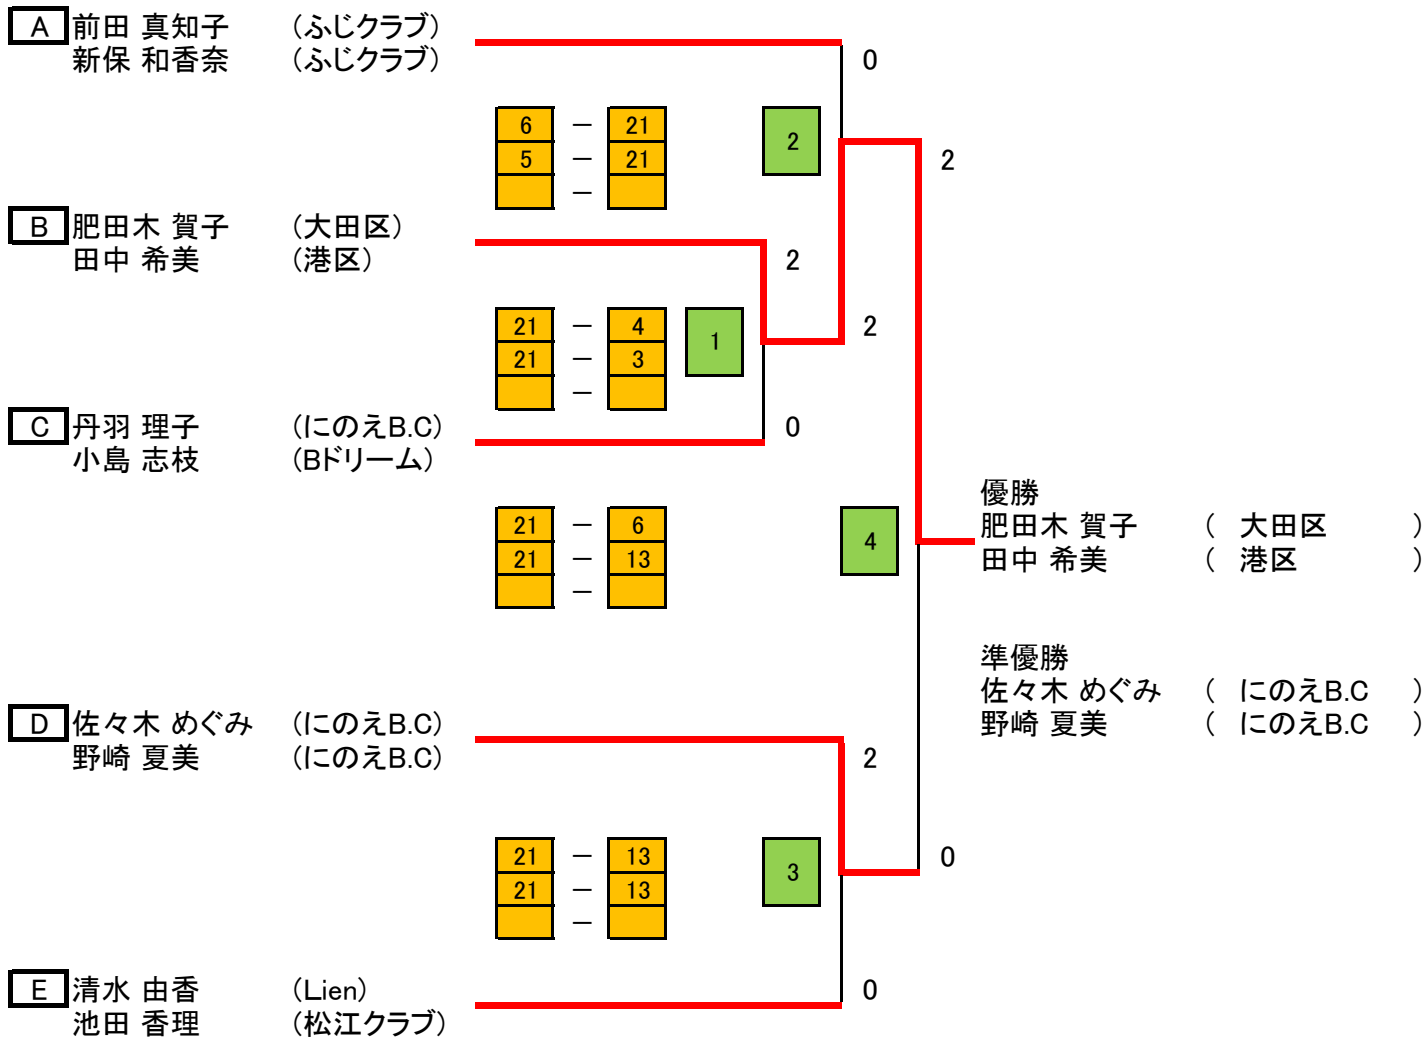 A 前田 真知子 (ふじクラブ)
新保 和香奈 (ふじクラブ)
0
6 － 21
2
5 － 21
2
－
B 肥田木 賀子 (大田区)
田中 希美 (港区)
2
21 － 4
1
2
21 － 3
－
C 丹羽 理子 (にのえB.C)
0
小島 志枝 (Bドリーム)
優勝
21 － 6
4
肥田木 賀子 ( 大田区 )
21 － 13
田中 希美 ( 港区 )
－
準優勝
佐々木 めぐみ ( にのえB.C )
野崎 夏美 ( にのえB.C )
D 佐々木 めぐみ (にのえB.C)
野崎 夏美 (にのえB.C)
2
21 － 13
0
3
21 － 13
－
E 清水 由香 (Lien)
0
池田 香理 (松江クラブ)